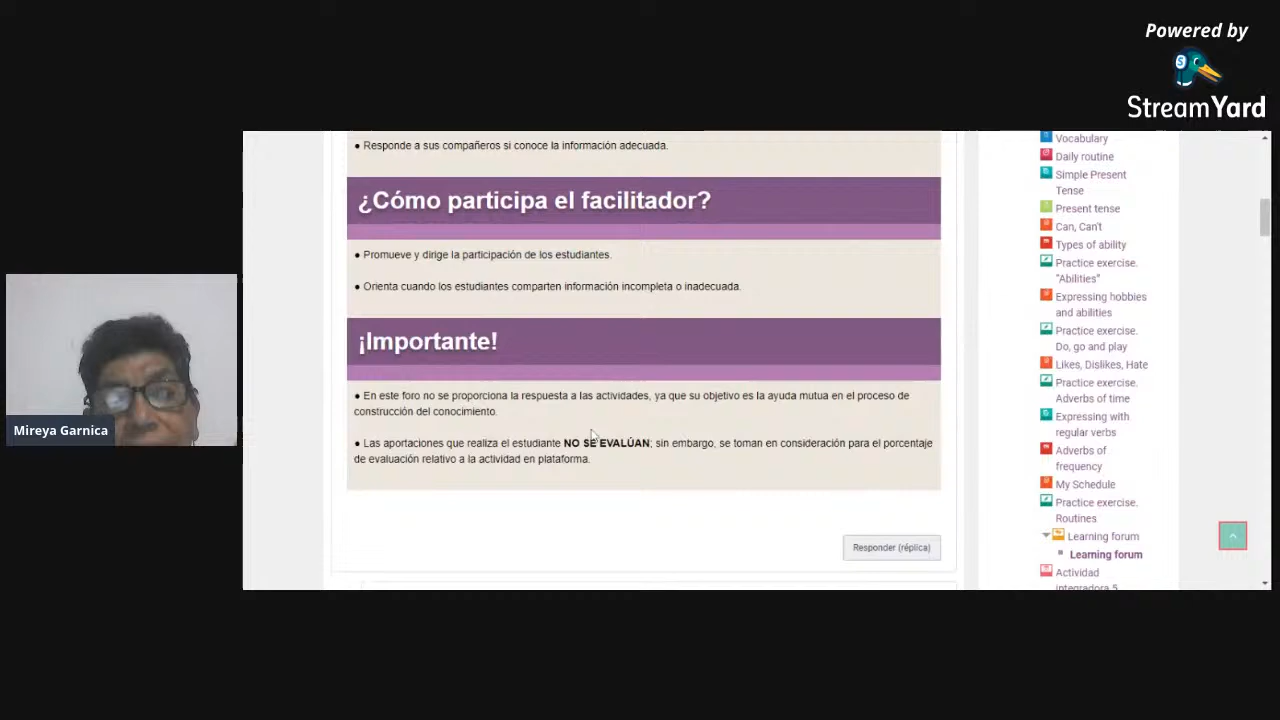 Powered by
StreamYard
● Responde a sus compañeros si conoce la información adecuada.
¿Cómo participa el facilitador?
● Promueve y dirige la participación de los estudiantes.
● Orienta cuando los estudiantes comparten información incompleta o inadecuada.
¡Importante!
● En este foro no se proporciona la respuesta a las actividades, ya que su objetivo es la ayuda mutua en el proceso de
construcción del conocimiento.
● Las aportaciones que realiza el estudiante NO SE EVALÚAN; sin embargo, se toman en consideración para el porcentaje
de evaluación relativo a la actividad en plataforma.
Responder (réplica)
Mireya Garnica
Vocabulary
Daily routine
Simple Present
Tense
Present tense
Can, Can't
Types of ability
Practice exercise.
"Abilities"
Expressing hobbies
and abilities
Practice exercise.
Do, go and play
Likes, Dislikes, Hate
Practice exercise.
Adverbs of time
Expressing with
regular verbs
Adverbs of
frequency
My Schedule
Practice exercise.
Routines
Learning forum
Learning forum
Actividad
integradora 5